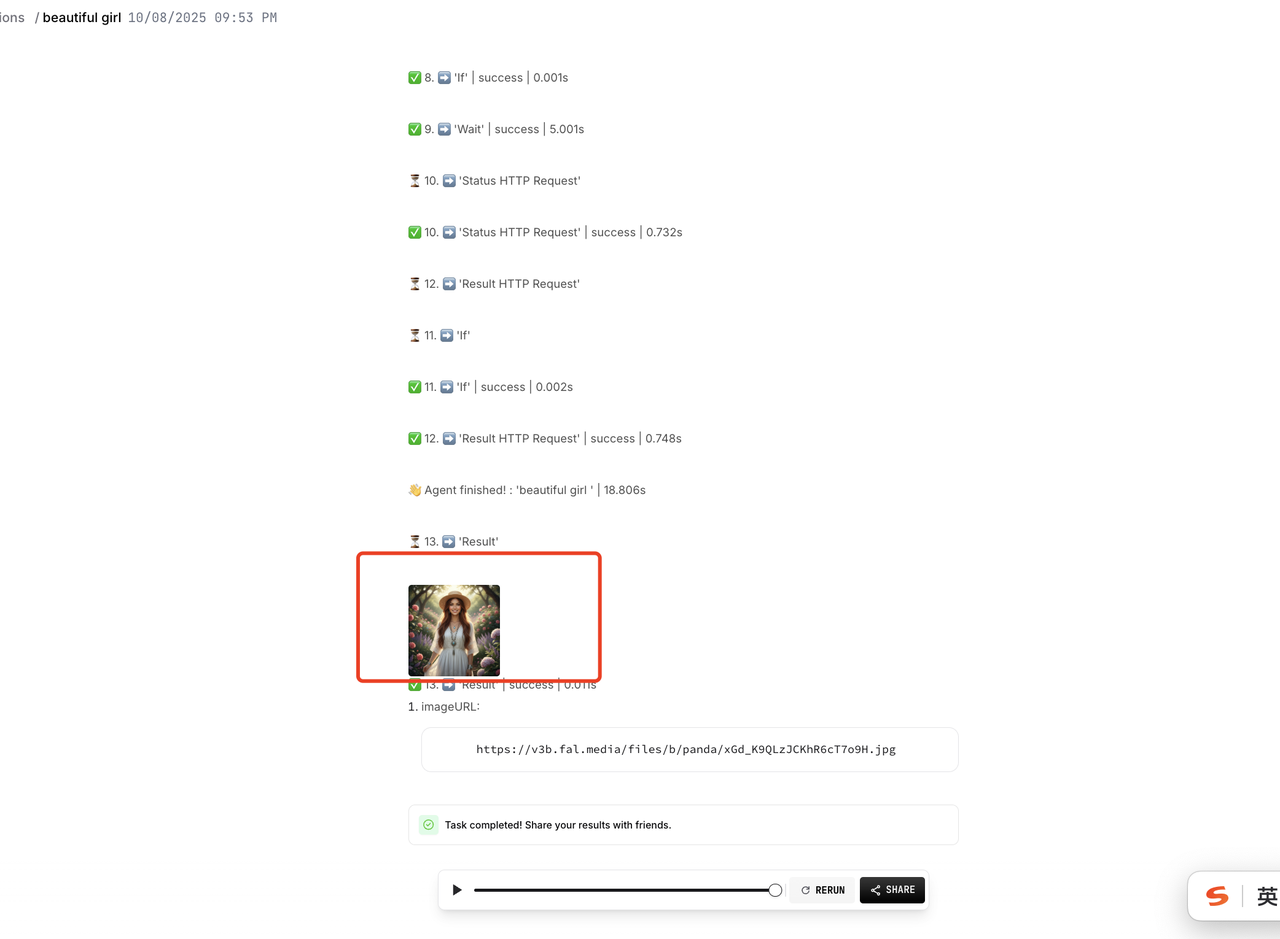 ions / beautiful girl 10/08/2025 09:53 PM
✅ 8. ➡️ 'If' | success | 0.001s
✅ 9. ➡️ 'Wait' | success | 5.001s
⏳ 10. ➡️ 'Status HTTP Request'
✅ 10. ➡️ 'Status HTTP Request' | success | 0.732s
⏳ 12. ➡️ 'Result HTTP Request'
⏳ 11. ➡️ 'If'
✅ 11. ➡️ 'If' | success | 0.002s
✅ 12. ➡️ 'Result HTTP Request' | success | 0.748s
👋 Agent finished! : 'beautiful girl ' | 18.806s
⏳ 13. ➡️ 'Result'
✅ 13. ➡️ 'Result' | success | 0.011s
1. imageURL:
https://v3b.fal.media/files/b/panda/xGd_K9QLzJCKhR6cT7o9H.jpg
Task completed! Share your results with friends.
RERUN SHARE
S 英